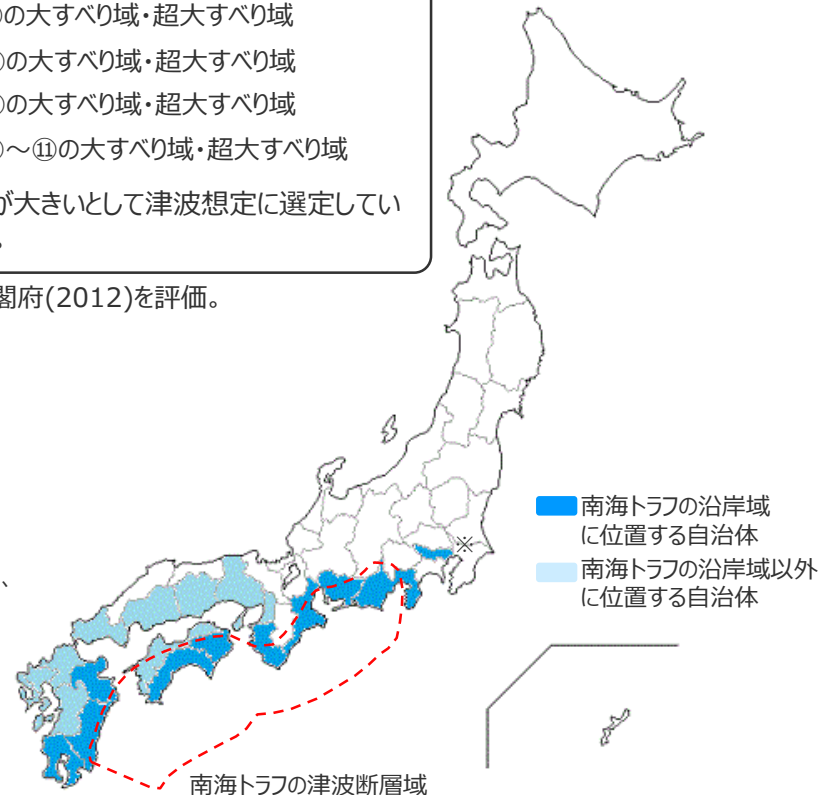 の大すべり域・超大すべり域
の大すべり域・超大すべり域
の大すべり域・超大すべり域
～⑪の大すべり域・超大すべり域
が大きいとして津波想定に選定してい
。
閣府(2012)を評価。
南海トラフの沿岸域
に位置する自治体
※
南海トラフの沿岸域以外
に位置する自治体
、
南海トラフの津波断層域